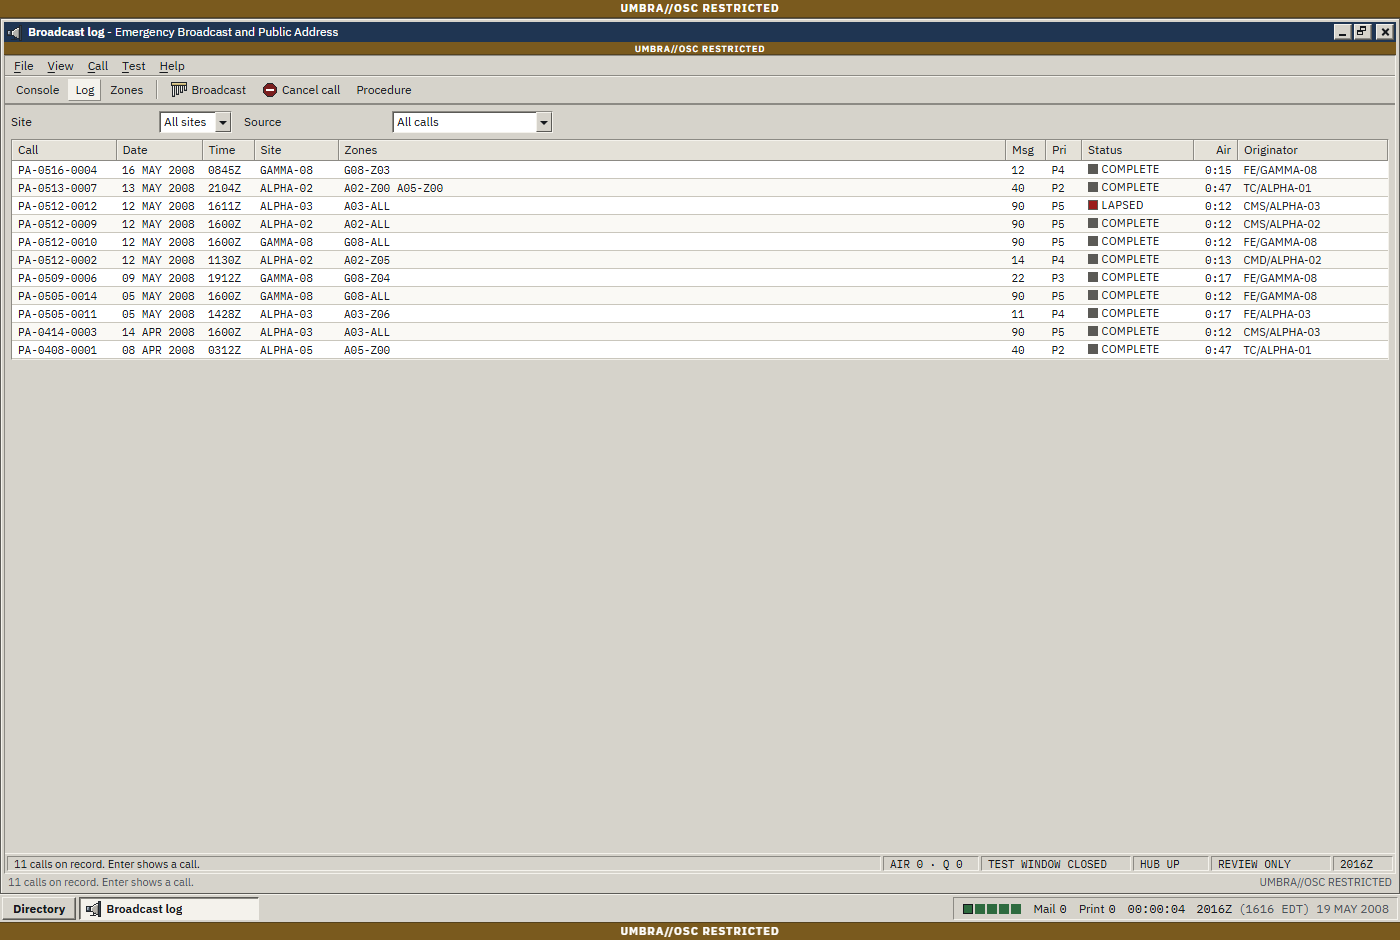 UMBRA//OSC RESTRICTED
Broadcast log - Emergency Broadcast and Public Address
UMBRA//OSC RESTRICTED
File View Call Test Help
Console Log Zones Broadcast Cancel call Procedure
Site All sites Source All calls
Call Date Time Site Zones Msg Pri Status Air Originator
PA-0516-0004 16 MAY 2008 0845Z GAMMA-08 G08-Z03 12 P4 COMPLETE 0:15 FE/GAMMA-08
PA-0513-0007 13 MAY 2008 2104Z ALPHA-02 A02-Z00 A05-Z00 40 P2 COMPLETE 0:47 TC/ALPHA-01
PA-0512-0012 12 MAY 2008 1611Z ALPHA-03 A03-ALL 90 P5 LAPSED 0:12 CMS/ALPHA-03
PA-0512-0009 12 MAY 2008 1600Z ALPHA-02 A02-ALL 90 P5 COMPLETE 0:12 CMS/ALPHA-02
PA-0512-0010 12 MAY 2008 1600Z GAMMA-08 G08-ALL 90 P5 COMPLETE 0:12 FE/GAMMA-08
PA-0512-0002 12 MAY 2008 1130Z ALPHA-02 A02-Z05 14 P4 COMPLETE 0:13 CMD/ALPHA-02
PA-0509-0006 09 MAY 2008 1912Z GAMMA-08 G08-Z04 22 P3 COMPLETE 0:17 FE/GAMMA-08
PA-0505-0014 05 MAY 2008 1600Z GAMMA-08 G08-ALL 90 P5 COMPLETE 0:12 FE/GAMMA-08
PA-0505-0011 05 MAY 2008 1428Z ALPHA-03 A03-Z06 11 P4 COMPLETE 0:17 FE/ALPHA-03
PA-0414-0003 14 APR 2008 1600Z ALPHA-03 A03-ALL 90 P5 COMPLETE 0:12 CMS/ALPHA-03
PA-0408-0001 08 APR 2008 0312Z ALPHA-05 A05-Z00 40 P2 COMPLETE 0:47 TC/ALPHA-01
11 calls on record. Enter shows a call. AIR 0 · Q 0 TEST WINDOW CLOSED HUB UP REVIEW ONLY 2016Z
11 calls on record. Enter shows a call. UMBRA//OSC RESTRICTED
Directory Broadcast log Mail 0 Print 0 00:00:04 2016Z (1616 EDT) 19 MAY 2008
UMBRA//OSC RESTRICTED